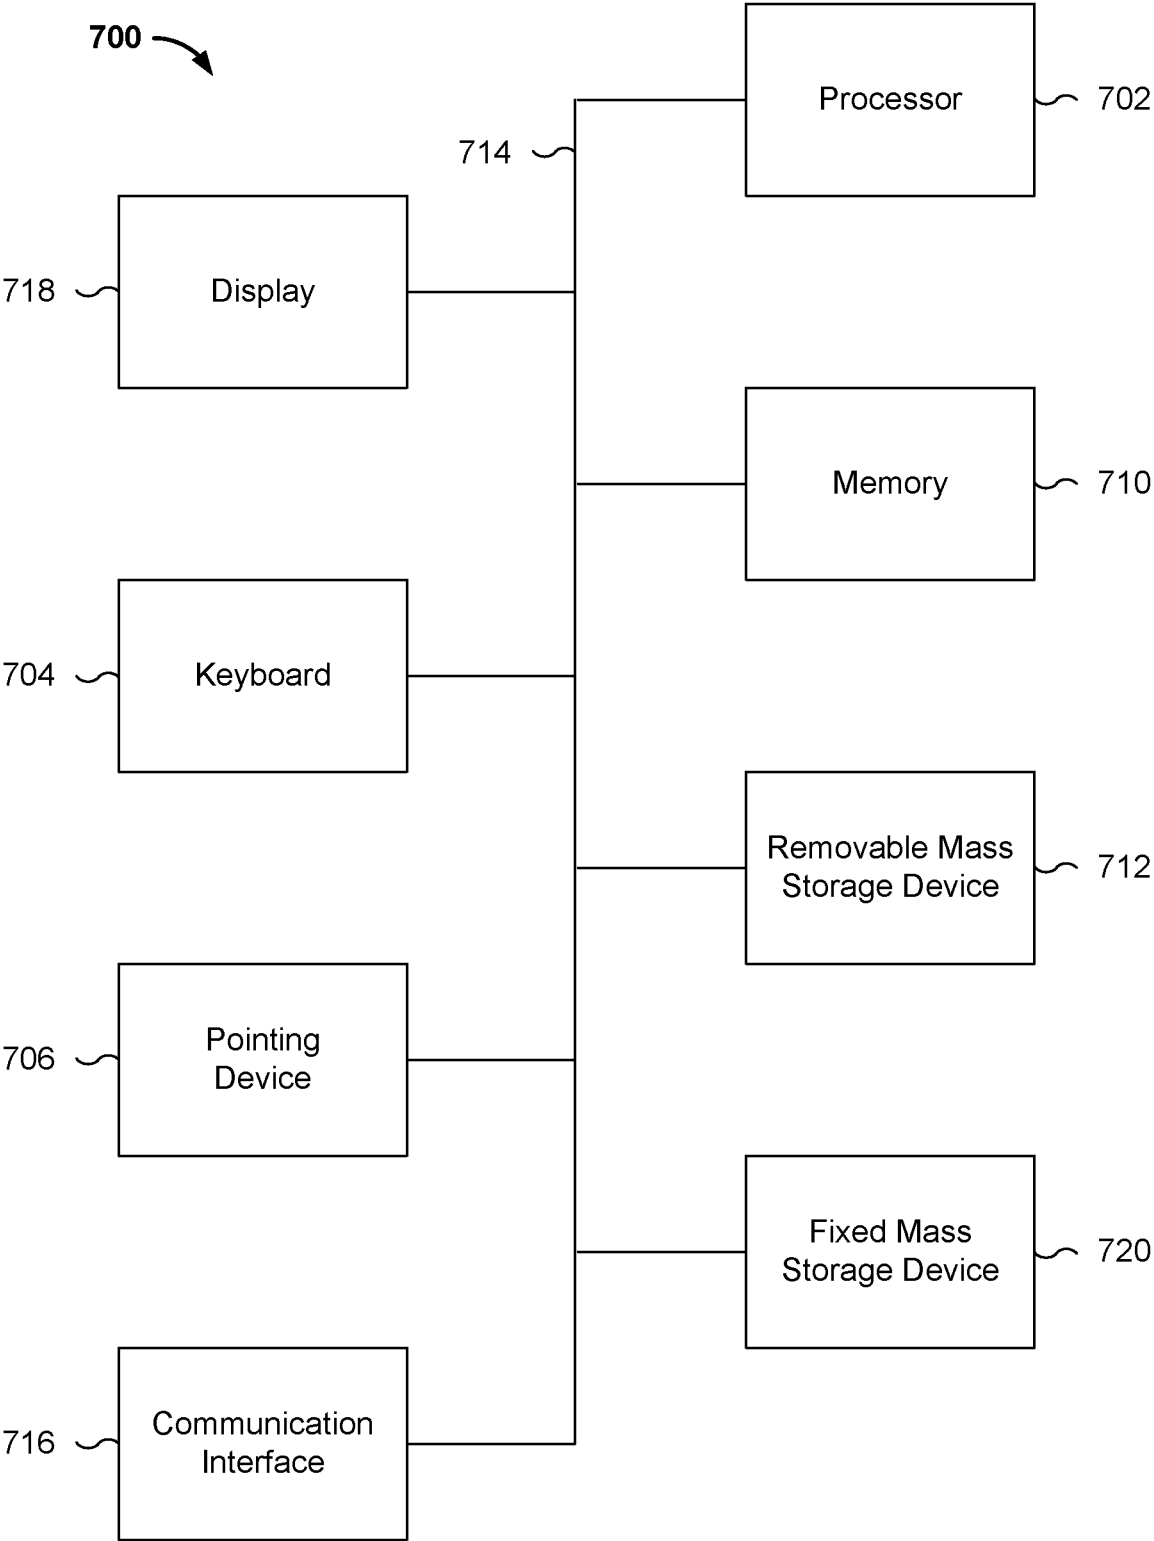 700
Processor
702
714
718
Display
Memory
710
704
Keyboard
Removable Mass
Storage Device
712
706
Pointing
Device
Fixed Mass
Storage Device
720
716
Communication
Interface